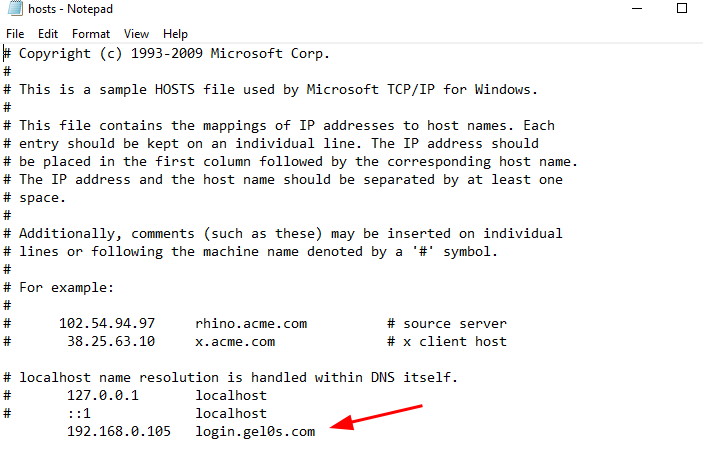 hosts - Notepad
File Edit Format View Help
# Copyright (c) 1993-2009 Microsoft Corp.
#
# This is a sample HOSTS file used by Microsoft TCP/IP for Windows.
#
# This file contains the mappings of IP addresses to host names. Each
# entry should be kept on an individual line. The IP address should
# be placed in the first column followed by the corresponding host name.
# The IP address and the host name should be separated by at least one
# space.
#
# Additionally, comments (such as these) may be inserted on individual
# lines or following the machine name denoted by a '#' symbol.
#
# For example:
#
#      102.54.94.97     rhino.acme.com          # source server
#       38.25.63.10     x.acme.com              # x client host

# localhost name resolution is handled within DNS itself.
#       127.0.0.1       localhost
#       ::1             localhost
        192.168.0.105   login.gel0s.com